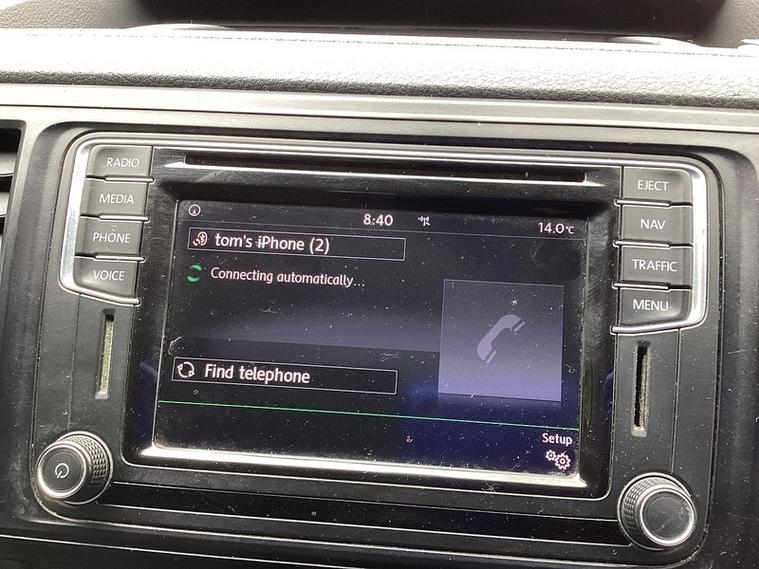 RADIO
MEDIA
PHONE
VOICE
8:40
14.0°C
tom's iPhone (2)
Connecting automatically...
Find telephone
Setup
EJECT
NAV
TRAFFIC
MENU